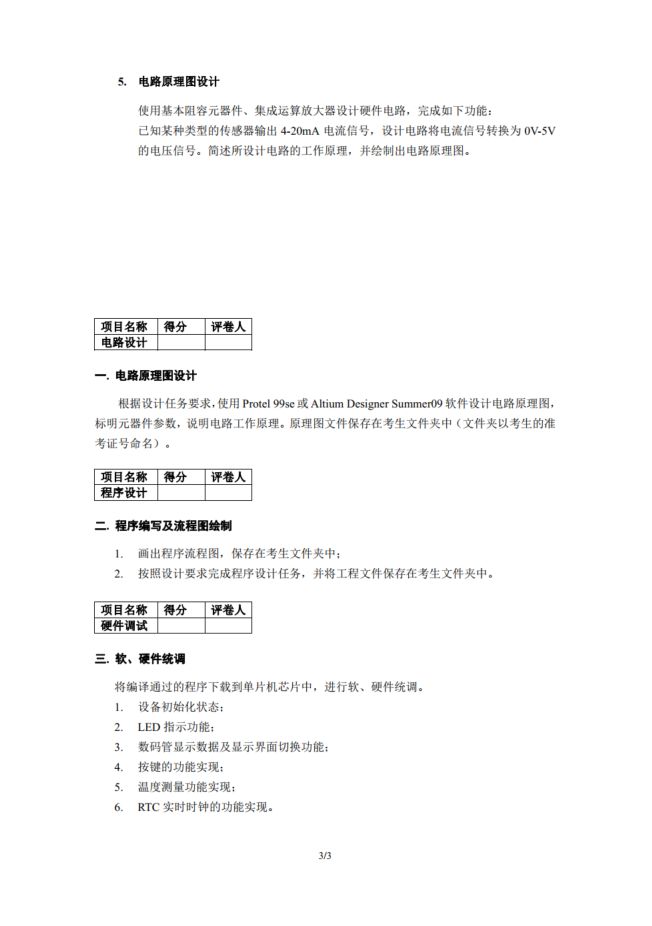 5. 电路原理图设计
使用基本阻容元器件、集成运算放大器设计硬件电路，完成如下功能：
已知某种类型的传感器输出 4-20mA 电流信号，设计电路将电流信号转换为 0V-5V
的电压信号。简述所设计电路的工作原理，并绘制出电路原理图。
项目名称 得分 评卷人
电路设计
一. 电路原理图设计
根据设计任务要求，使用 Protel 99se 或 Altium Designer Summer09 软件设计电路原理图，
标明元器件参数，说明电路工作原理。原理图文件保存在考生文件夹中（文件夹以考生的准
考证号命名）。
项目名称 得分 评卷人
程序设计
二. 程序编写及流程图绘制
1. 画出程序流程图，保存在考生文件夹中；
2. 按照设计要求完成程序设计任务，并将工程文件保存在考生文件夹中。
项目名称 得分 评卷人
硬件调试
三. 软、硬件统调
将编译通过的程序下载到单片机芯片中，进行软、硬件统调。
1. 设备初始化状态；
2. LED 指示功能；
3. 数码管显示数据及显示界面切换功能；
4. 按键的功能实现；
5. 温度测量功能实现；
6. RTC 实时时钟的功能实现。
3/3